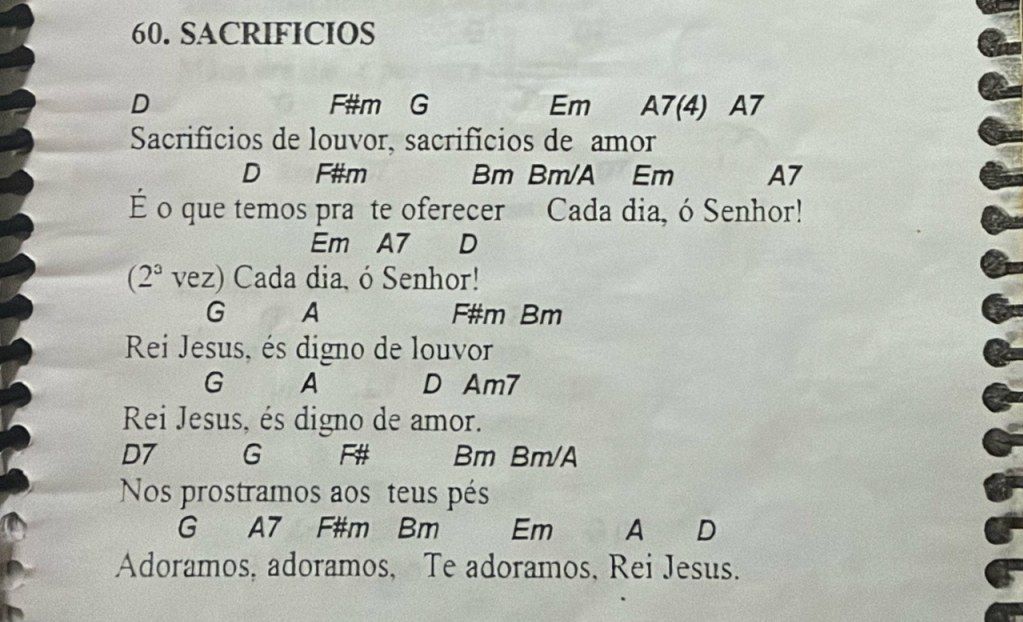 60. SACRIFICIOS
D F#m G Em A7(4) A7
Sacrifícios de louvor, sacrifícios de amor
D F#m Bm Bm/A Em A7
É o que temos pra te oferecer Cada dia, ó Senhor!
Em A7 D
(2ª vez) Cada dia, ó Senhor!
G A F#m Bm
Rei Jesus, és digno de louvor
G A D Am7
Rei Jesus, és digno de amor.
D7 G F# Bm Bm/A
Nos prostramos aos teus pés
G A7 F#m Bm Em A D
Adoramos, adoramos, Te adoramos, Rei Jesus.